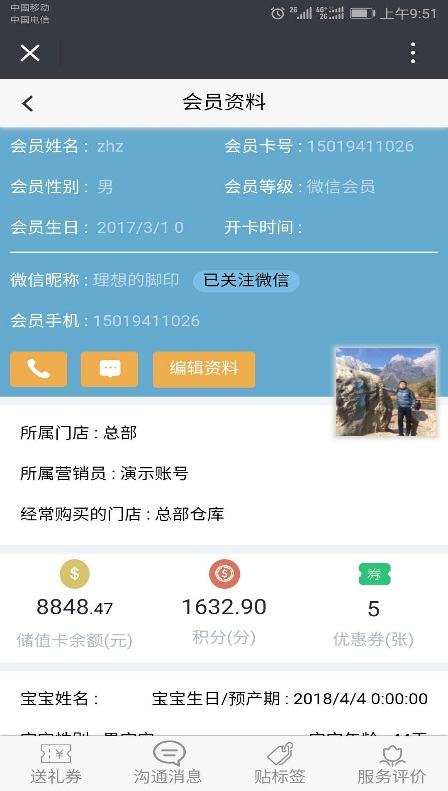 中国移动
中国电信
2G 4G+ 2G 上午9:51
会员资料
会员姓名： zhz 会员卡号：15019411026
会员性别： 男 会员等级：微信会员
会员生日： 2017/3/1 0 开卡时间：
微信昵称：理想的脚印 已关注微信
会员手机：15019411026
编辑资料
所属门店：总部
所属营销员：演示账号
经常购买的门店：总部仓库
券
8848.47 1632.90 5
储值卡余额(元) 积分(分) 优惠券(张)
宝宝姓名： 宝宝生日/预产期：2018/4/4 0:00:00
送礼券 沟通消息 贴标签 服务评价